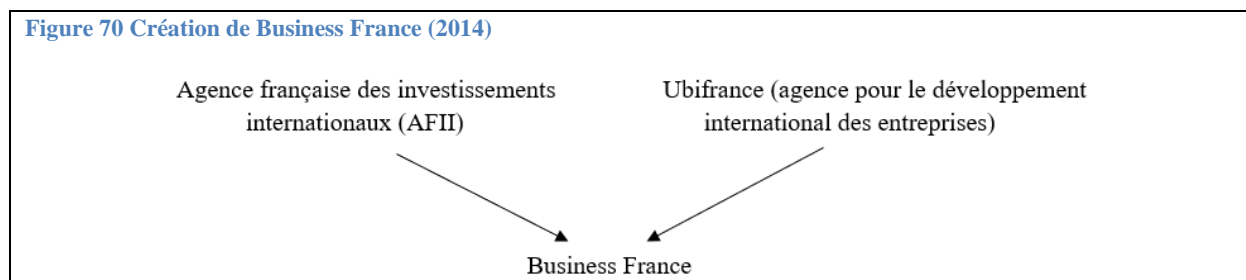 Figure 70 Création de Business France (2014)
Agence française des investissements
internationaux (AFII)
Ubifrance (agence pour le développement
international des entreprises)
Business France